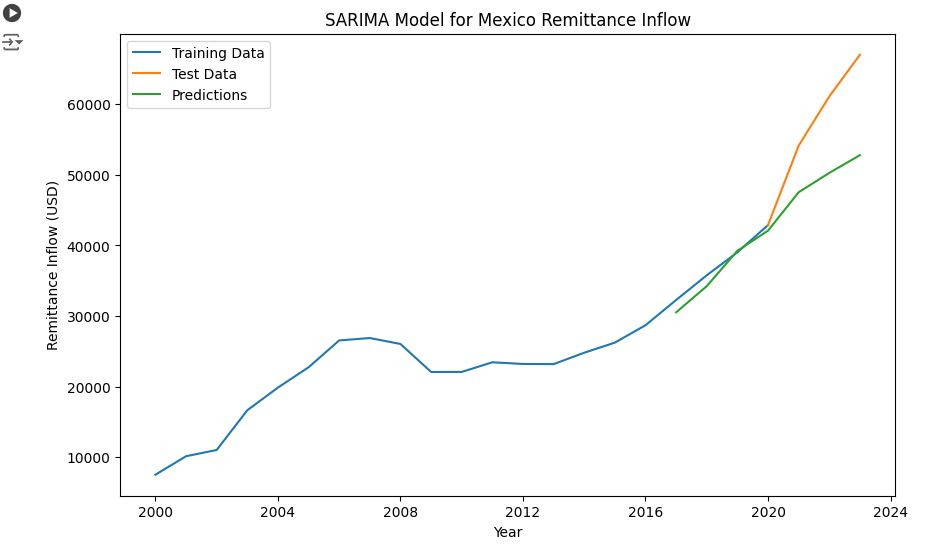 SARIMA Model for Mexico Remittance Inflow
Training Data
Test Data
Predictions
60000
50000
40000
30000
20000
10000
Remittance Inflow (USD)
2000
2004
2008
2012
2016
2020
2024
Year